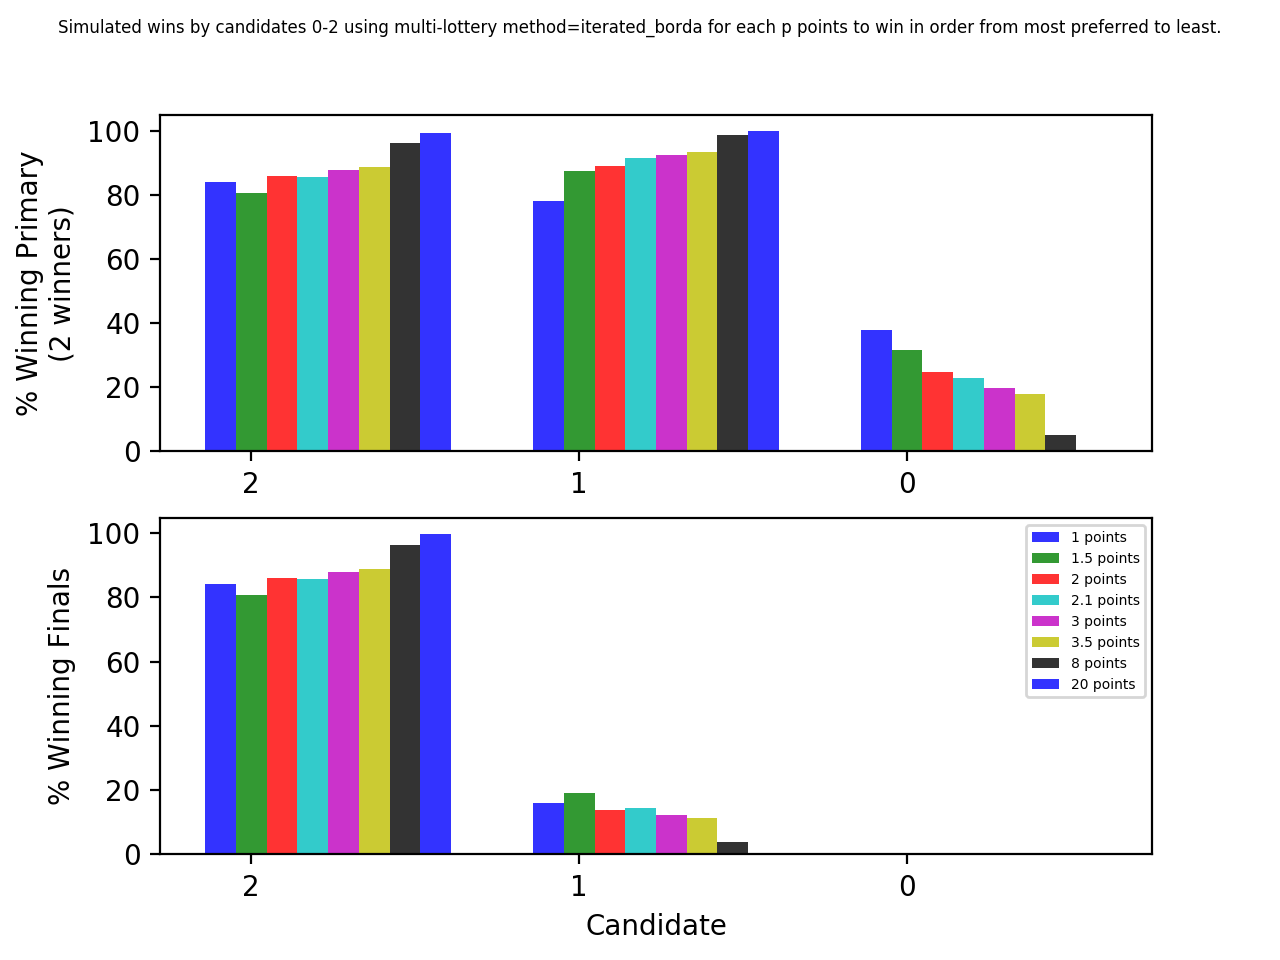 Simulated wins by candidates 0-2 using multi-lottery method=iterated_borda for each p points to win in order from most preferred to least.
% Winning Primary
(2 winners)
100
80
60
40
20
0
2
1
0
% Winning Finals
100
80
60
40
20
0
1 points
1.5 points
2 points
2.1 points
3 points
3.5 points
8 points
20 points
2
1
0
Candidate